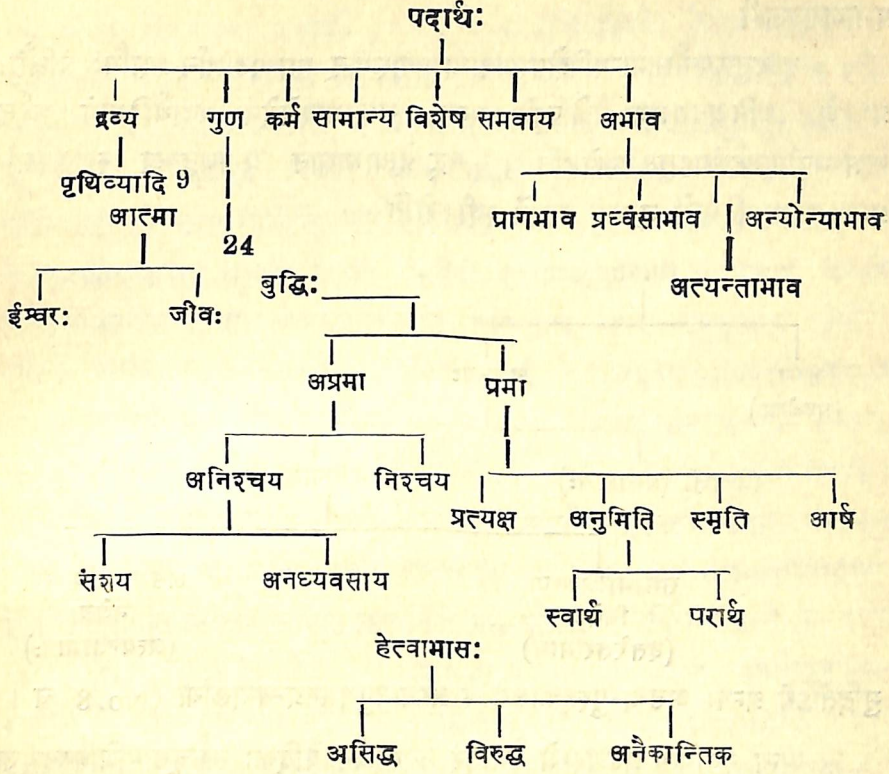 पदार्थ:
द्रव्य गुण कर्म सामान्य विशेष समवाय अभाव
पृथिव्यादि 9
आत्मा
प्रागभाव प्रध्वंसाभाव अन्योन्याभाव
24
अत्यन्ताभाव
ईश्वर: जीव:
बुद्धि:
अप्रमा प्रमा
अनिश्चय निश्चय
प्रत्यक्ष अनुमिति स्मृति आर्ष
संशय अनध्यवसाय
स्वार्थ परार्थ
हेत्वाभास:
असिद्ध विरुद्ध अनैकान्तिक